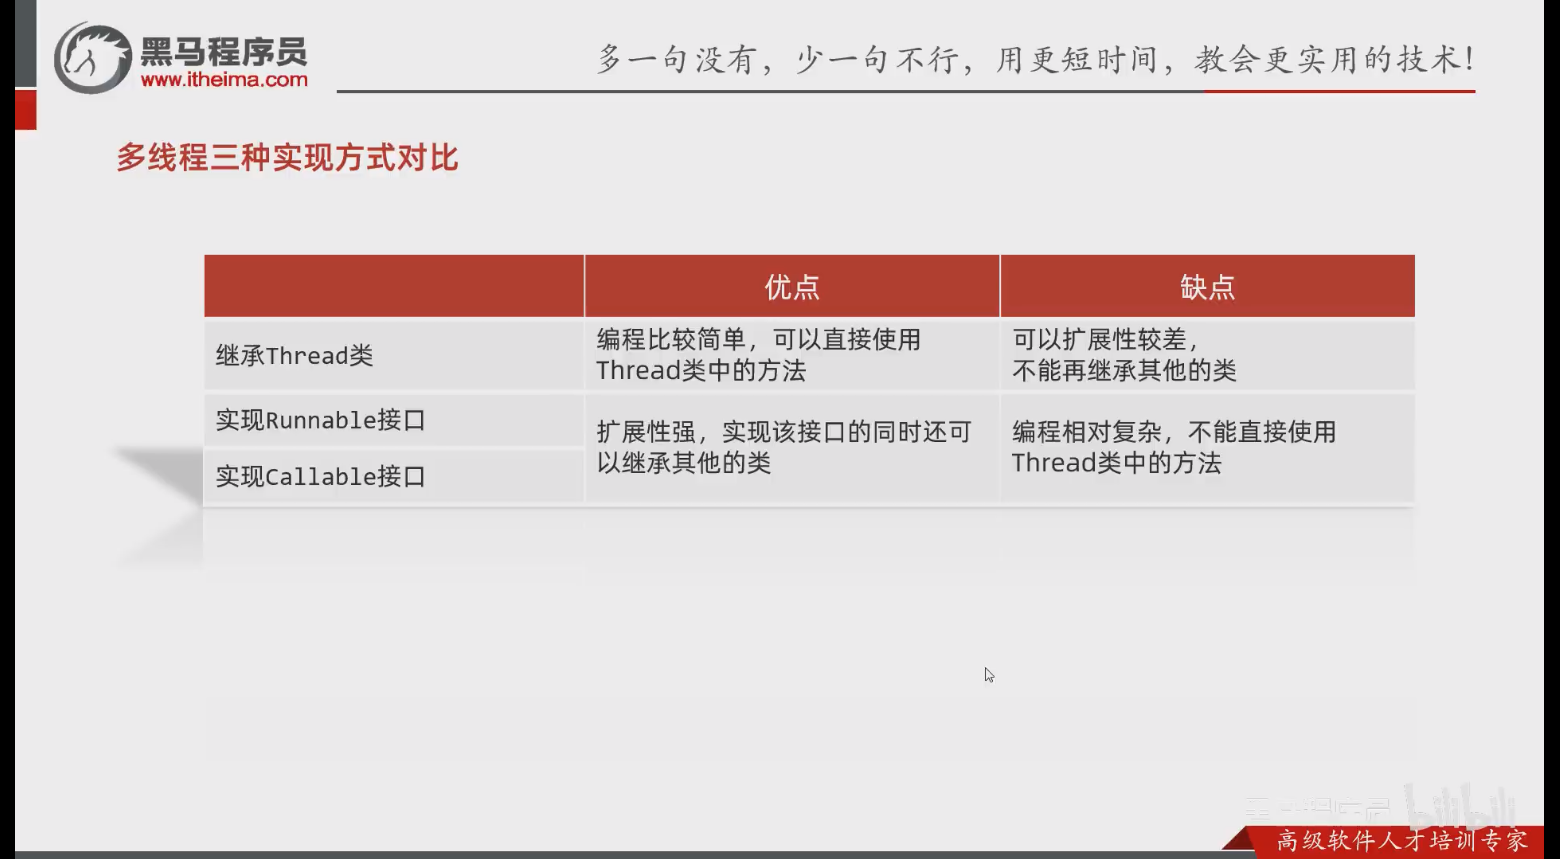 黑马程序员
www.itheima.com
多一句没有，少一句不行，用更短时间，教会更实用的技术！
多线程三种实现方式对比
优点
缺点
继承Thread类
编程比较简单，可以直接使用
Thread类中的方法
可以扩展性较差，
不能再继承其他的类
实现Runnable接口
实现Callable接口
扩展性强，实现该接口的同时还可
以继承其他的类
编程相对复杂，不能直接使用
Thread类中的方法
bilibili
高级软件人才培训专家